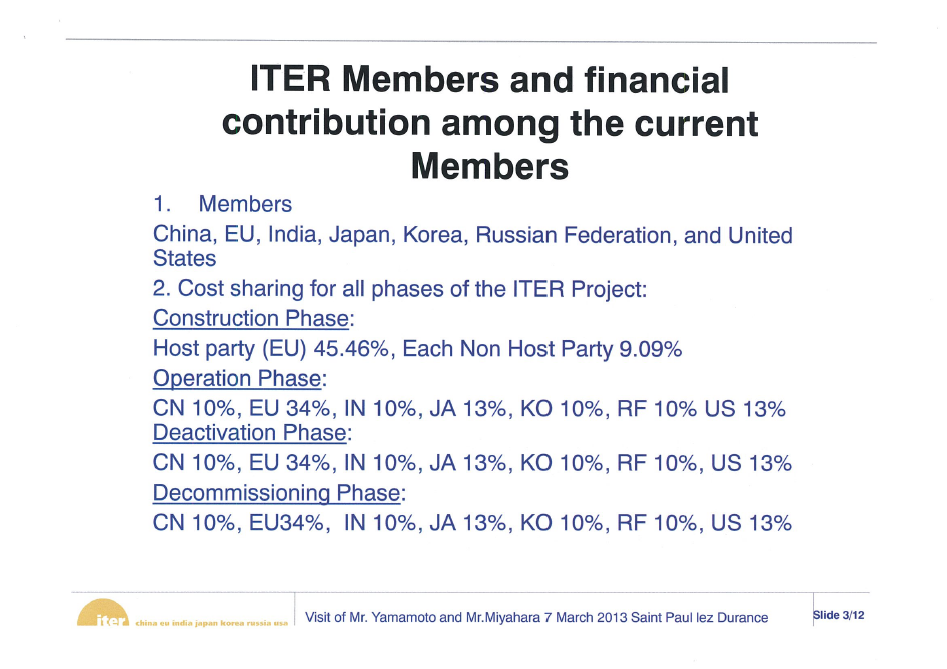 ITER Members and financial
contribution among the current
Members
1. Members
China, EU, India, Japan, Korea, Russian Federation, and United
States
2. Cost sharing for all phases of the ITER Project:
Construction Phase:
Host party (EU) 45.46%, Each Non Host Party 9.09%
Operation Phase:
CN 10%, EU 34%, IN 10%, JA 13%, KO 10%, RF 10% US 13%
Deactivation Phase:
CN 10%, EU 34%, IN 10%, JA 13%, KO 10%, RF 10%, US 13%
Decommissioning Phase:
CN 10%, EU34%, IN 10%, JA 13%, KO 10%, RF 10%, US 13%
iter china eu india japan korea russia usa
Visit of Mr. Yamamoto and Mr.Miyahara 7 March 2013 Saint Paul lez Durance
Slide 3/12